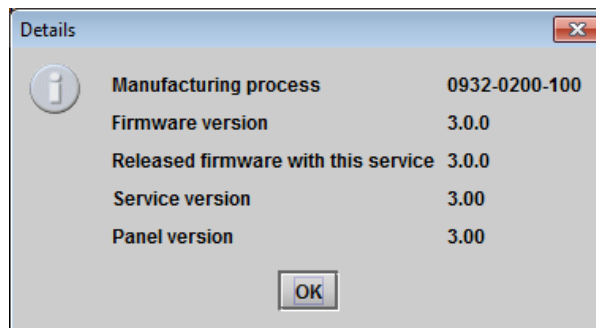 Details
Manufacturing process 0932-0200-100
Firmware version 3.0.0
Released firmware with this service 3.0.0
Service version 3.00
Panel version 3.00
OK